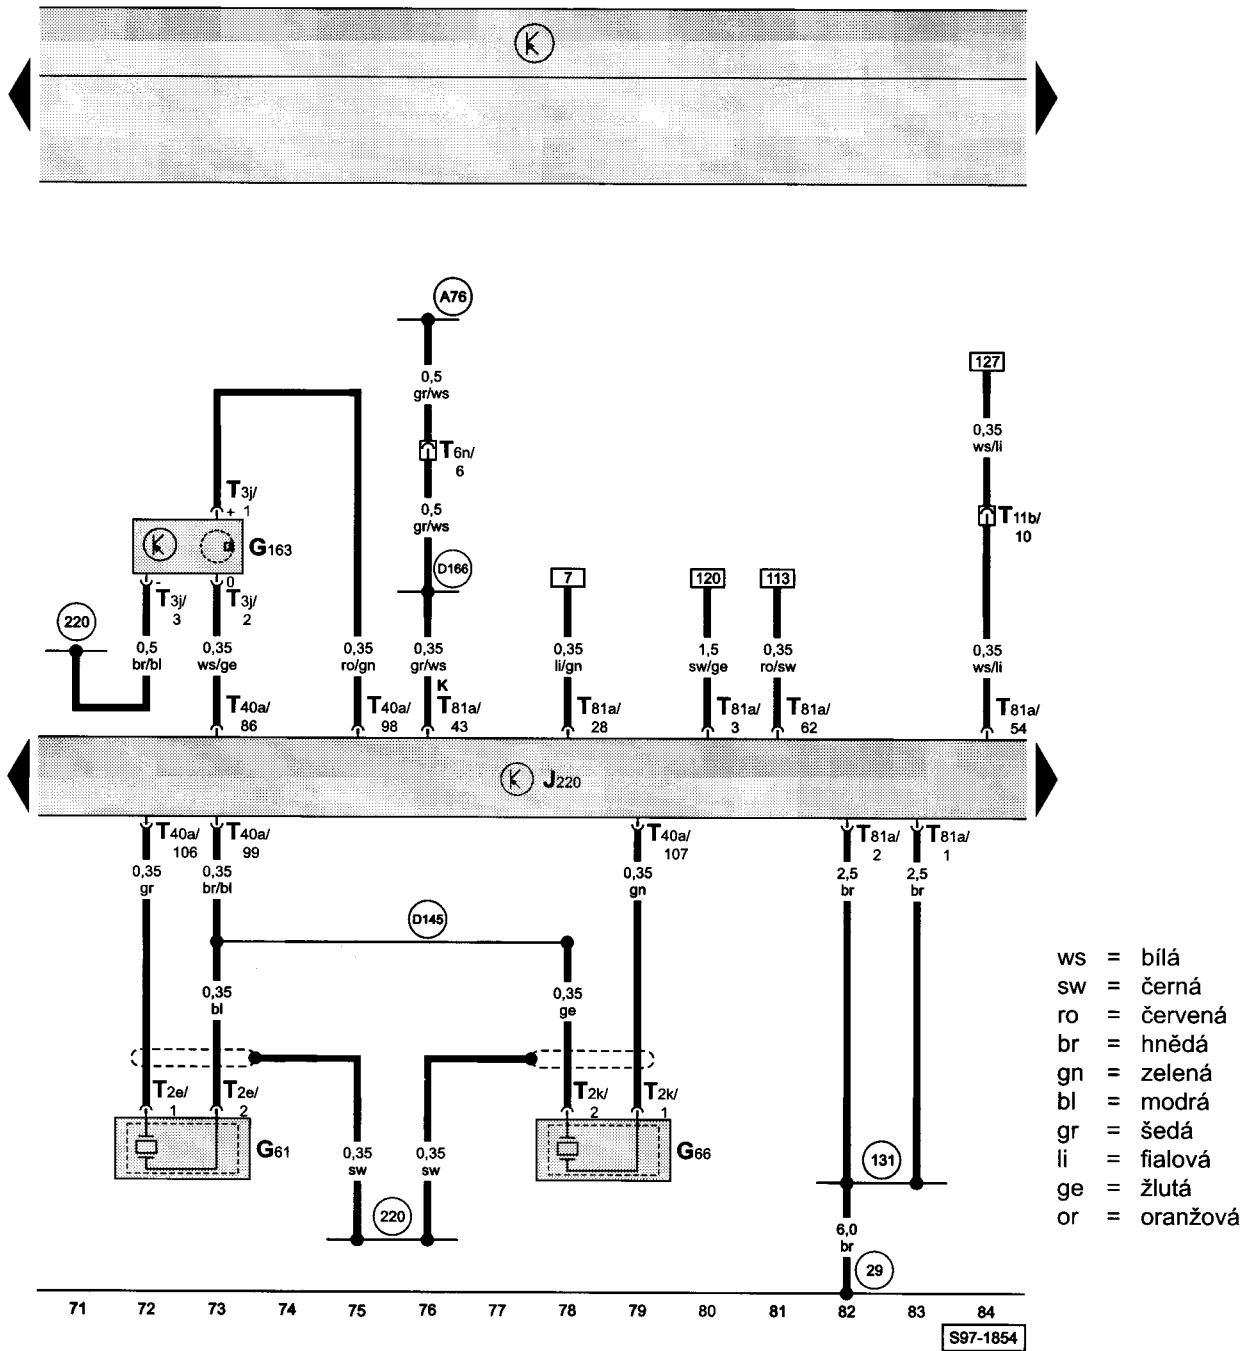 A76
127
0,5
gr/ws
0,35
ws/li
T6n/
6
T3j/
+ 1
0,5
gr/ws
T11b/
10
G163
D166
7
120
113
-
0
T3j/
3
T3j/
2
220
0,5
br/bl
0,35
ws/ge
0,35
ro/gn
0,35
gr/ws
0,35
li/gn
1,5
sw/ge
0,35
ro/sw
0,35
ws/li
K
T40a/
86
T40a/
98
T81a/
43
T81a/
28
T81a/
3
T81a/
62
T81a/
54
J220
T40a/
106
T40a/
99
T40a/
107
T81a/
2
T81a/
1
0,35
gr
0,35
br/bl
0,35
gn
2,5
br
2,5
br
D145
0,35
bl
0,35
ge
ws = bílá
sw = černá
ro = červená
br = hnědá
gn = zelená
bl = modrá
gr = šedá
li = fialová
ge = žlutá
or = oranžová
T2e/
1
T2e/
2
T2k/
2
T2k/
1
G61
0,35
sw
0,35
sw
G66
131
220
6,0
br
29
71 72 73 74 75 76 77 78 79 80 81 82 83 84
S97-1854